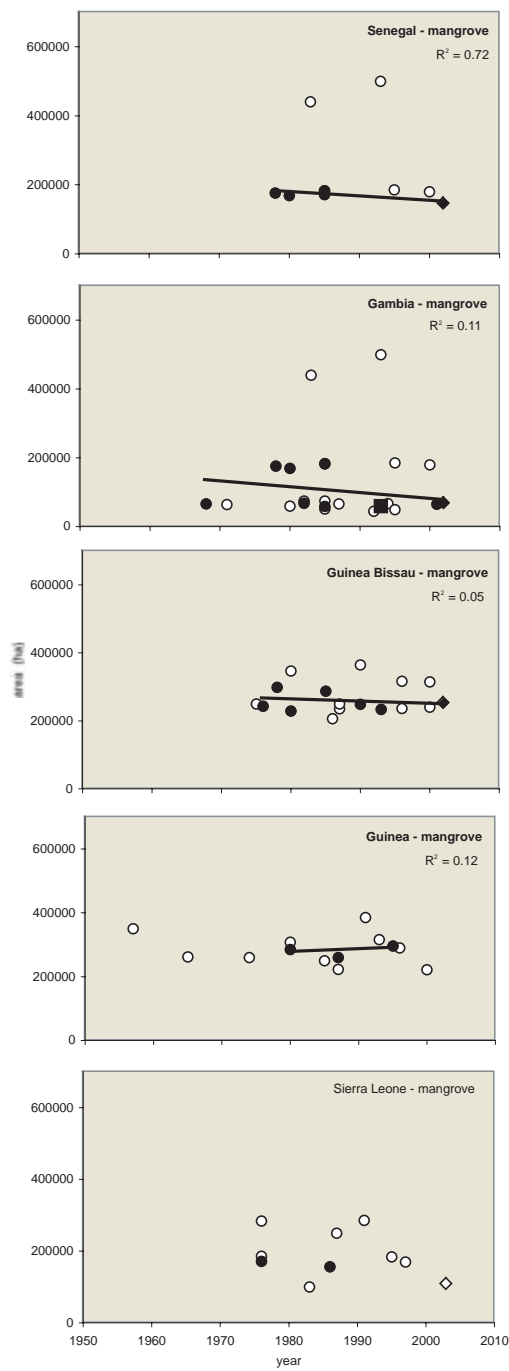 Senegal - mangrove
R² = 0.72
600000
400000
200000
0
Gambia - mangrove
R² = 0.11
600000
400000
200000
0
Guinea Bissau - mangrove
R² = 0.05
600000
400000
200000
0
area (ha)
Guinea - mangrove
R² = 0.12
600000
400000
200000
0
Sierra Leone - mangrove
600000
400000
200000
0
1950 1960 1970 1980 1990 2000 2010
year